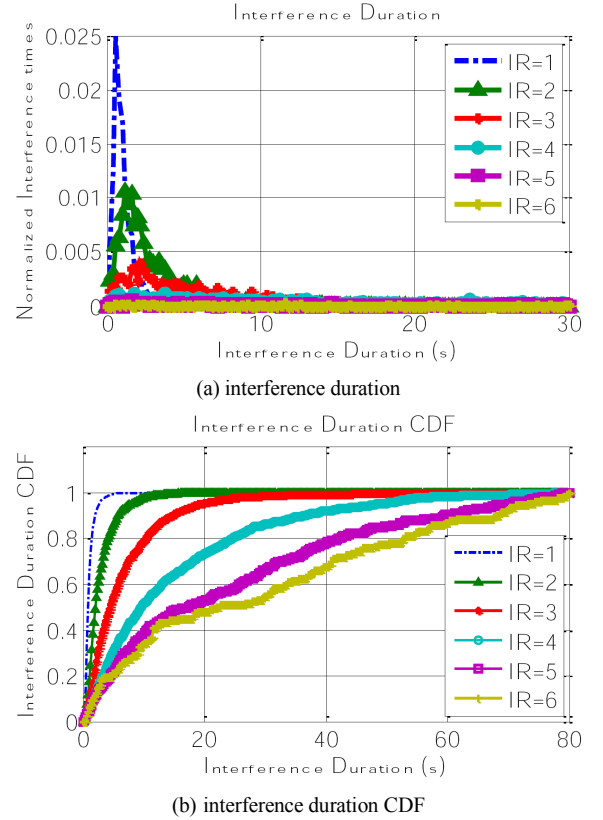 Interference Duration
Normalized Interference times
0.025
0.02
0.015
0.01
0.005
0
IR=1
IR=2
IR=3
IR=4
IR=5
IR=6
0 10 20 30
Interference Duration (s)
(a) interference duration
Interference Duration CDF
Interference Duration CDF
1
0.8
0.6
0.4
0.2
0
IR=1
IR=2
IR=3
IR=4
IR=5
IR=6
0 20 40 60 80
Interference Duration (s)
(b) interference duration CDF